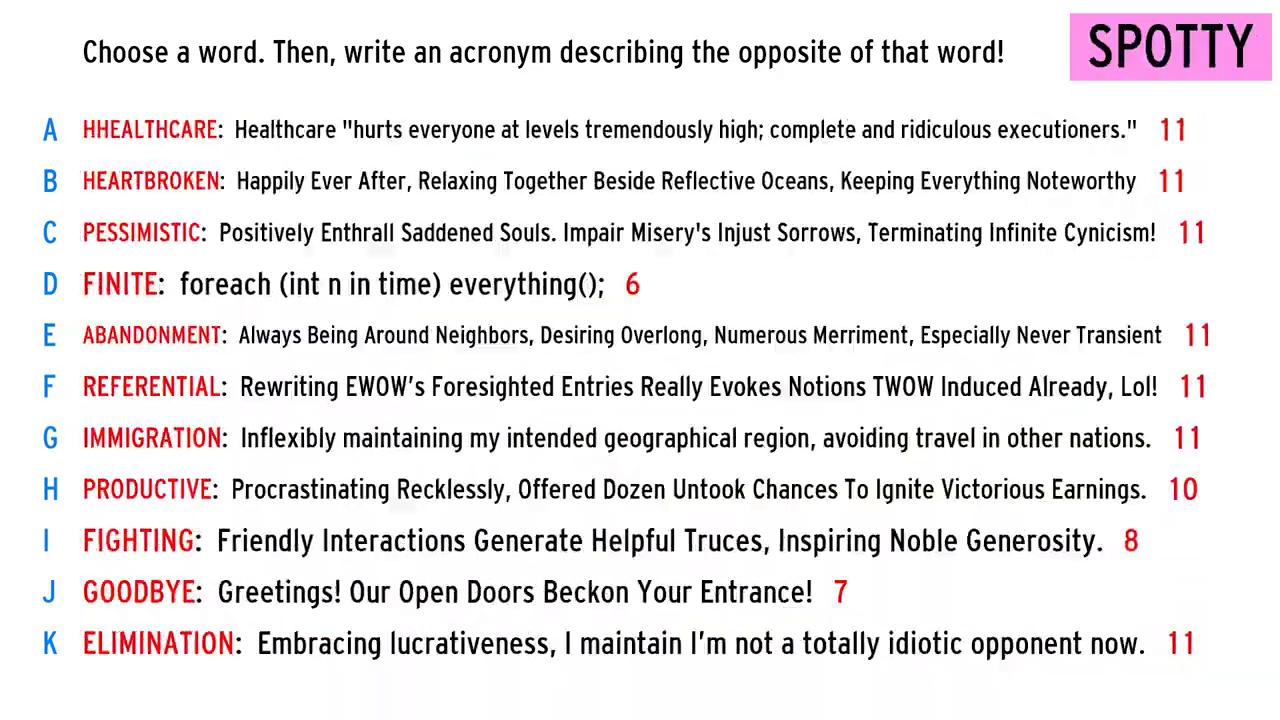 Choose a word. Then, write an acronym describing the opposite of that word!
SPOTTY
A HHEALTHCARE: Healthcare "hurts everyone at levels tremendously high; complete and ridiculous executioners." 11
B HEARTBROKEN: Happily Ever After, Relaxing Together Beside Reflective Oceans, Keeping Everything Noteworthy 11
C PESSIMISTIC: Positively Enthrall Saddened Souls. Impair Misery's Injust Sorrows, Terminating Infinite Cynicism! 11
D FINITE: foreach (int n in time) everything(); 6
E ABANDONMENT: Always Being Around Neighbors, Desiring Overlong, Numerous Merriment, Especially Never Transient 11
F REFERENTIAL: Rewriting EWOW’s Foresighted Entries Really Evokes Notions TWOW Induced Already, Lol! 11
G IMMIGRATION: Inflexibly maintaining my intended geographical region, avoiding travel in other nations. 11
H PRODUCTIVE: Procrastinating Recklessly, Offered Dozen Untook Chances To Ignite Victorious Earnings. 10
I FIGHTING: Friendly Interactions Generate Helpful Truces, Inspiring Noble Generosity. 8
J GOODBYE: Greetings! Our Open Doors Beckon Your Entrance! 7
K ELIMINATION: Embracing lucrativeness, I maintain I’m not a totally idiotic opponent now. 11